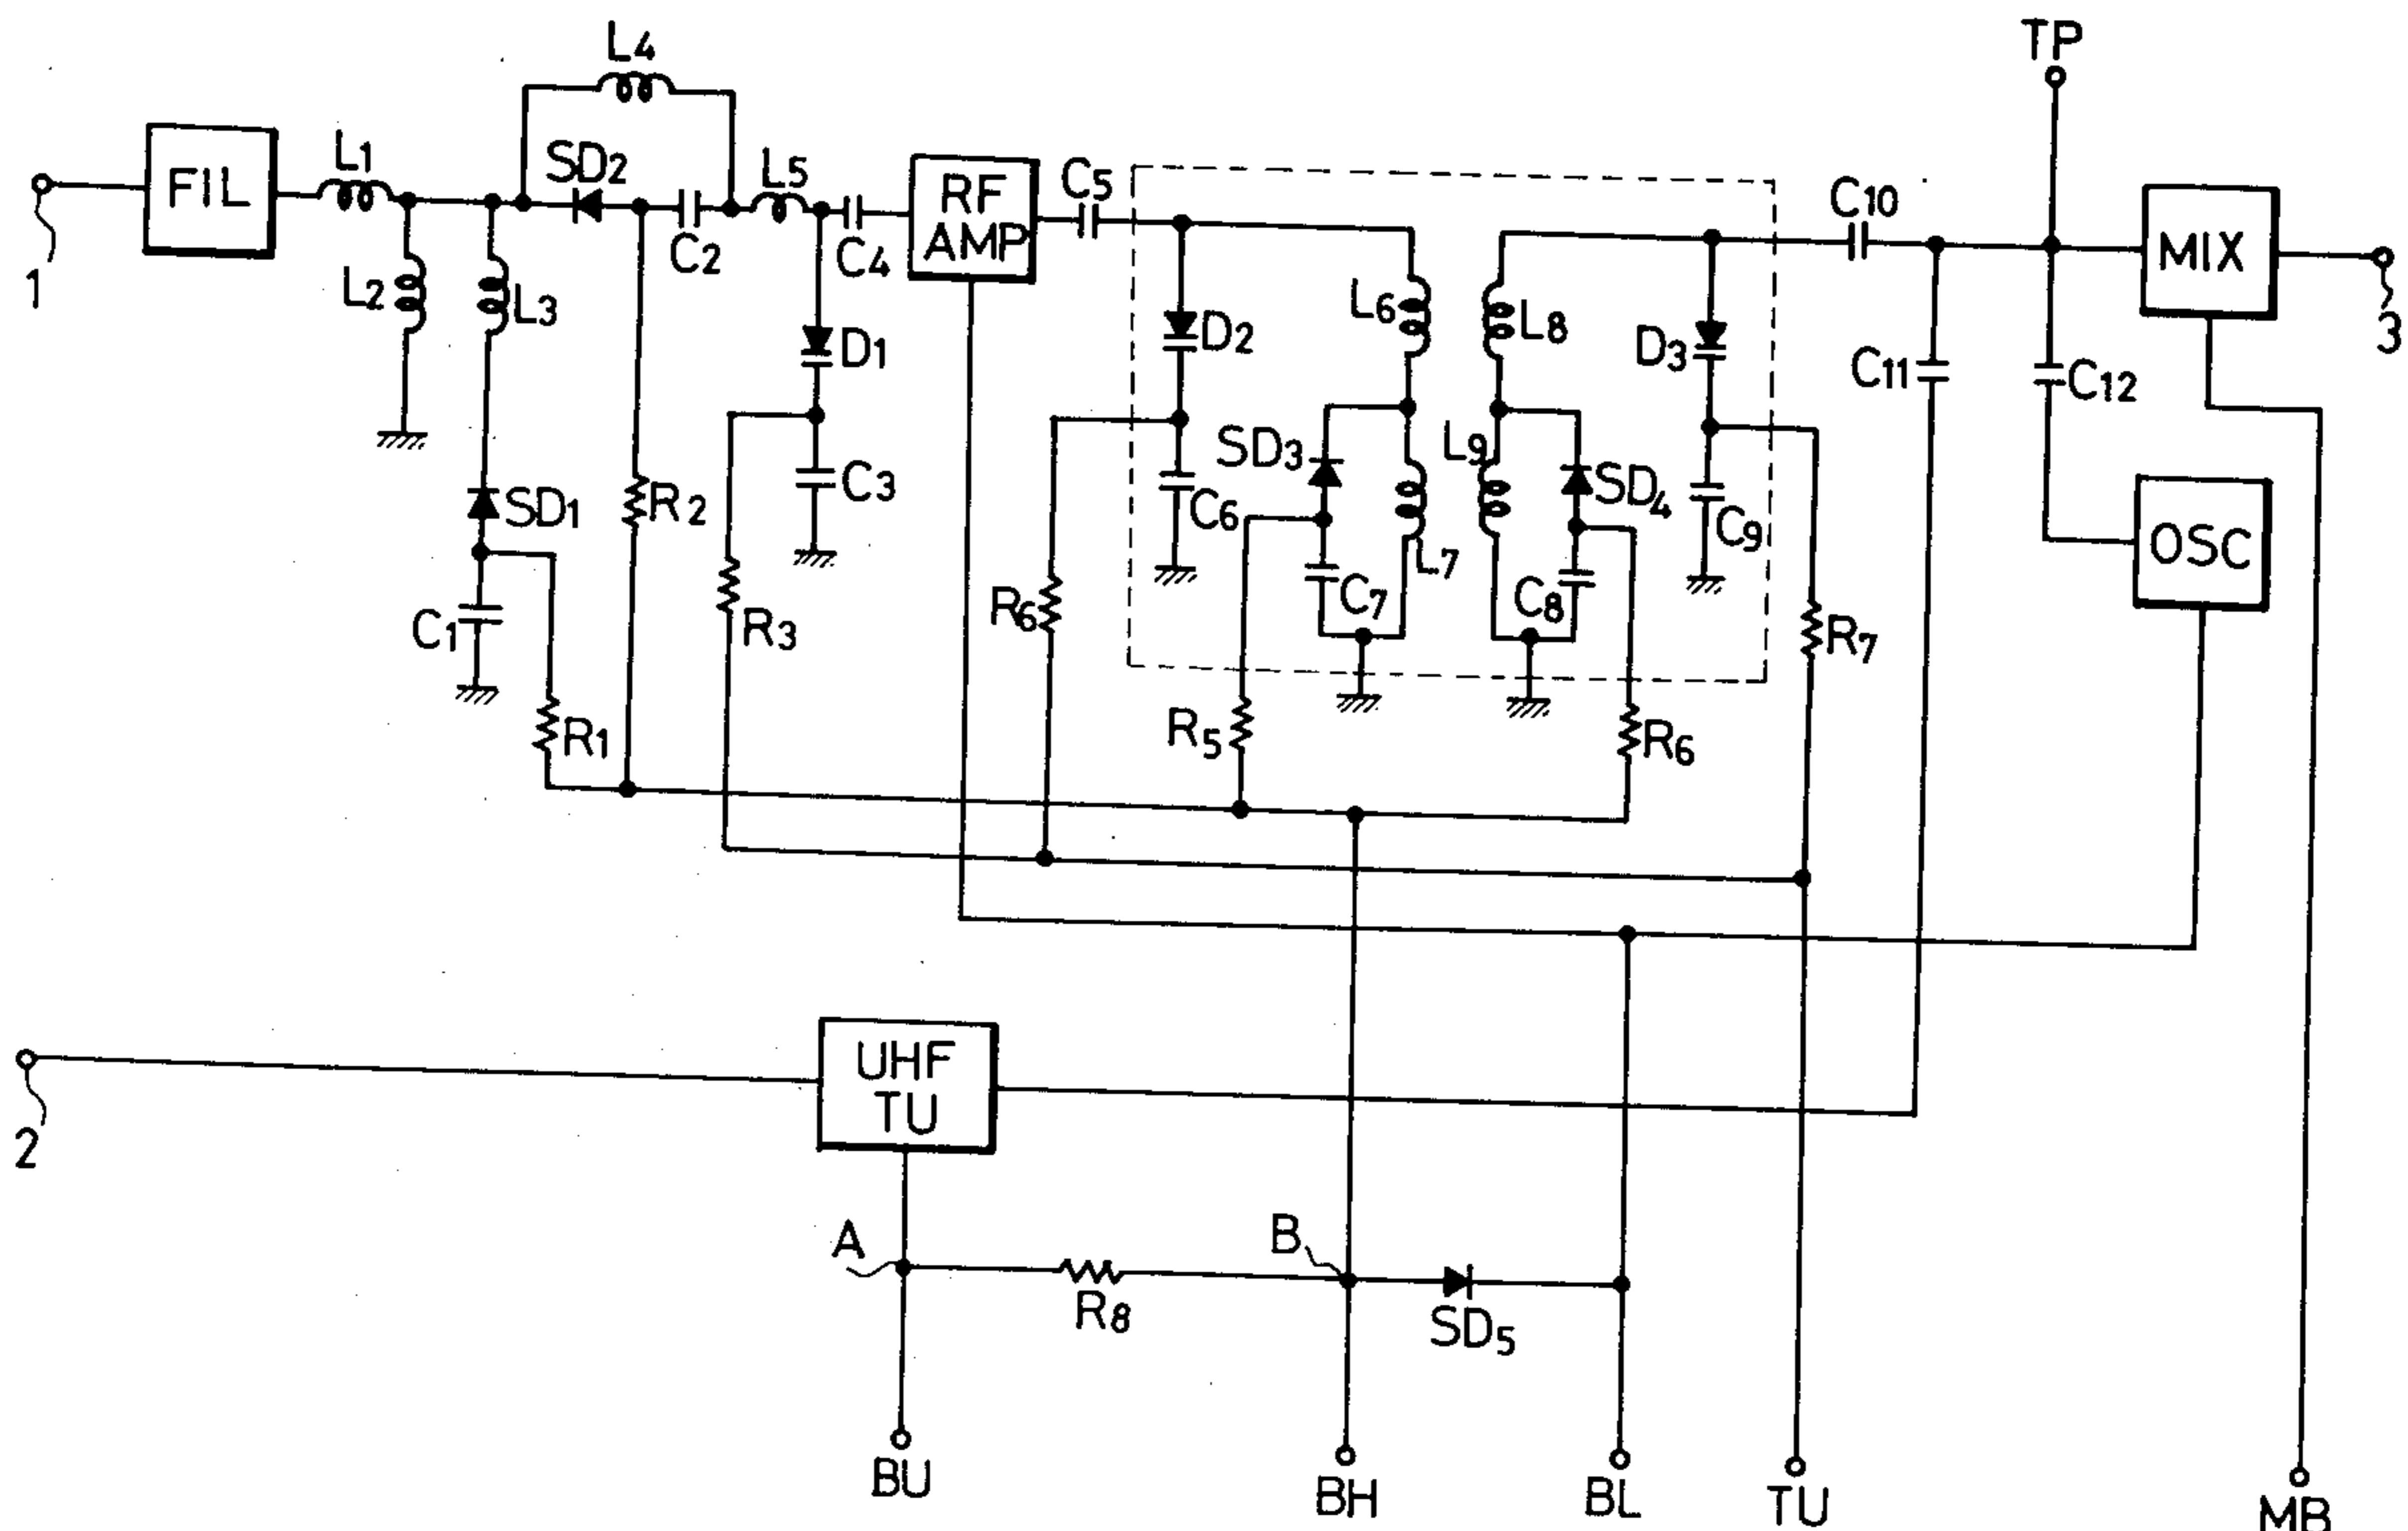 TP
L4
L1
SD2
L5
C5
C10
FIL
RF
AMP
MIX
1
L2
L3
C2
C4
L6
L8
3
D1
D2
D3
C11
C12
SD1
R2
C3
SD3
L9
SD4
C6
C9
OSC
C1
R3
R6
C7
L7
C8
R7
R1
R5
R6
UHF
TU
2
A
B
R8
SD5
BU
BH
BL
TU
MB